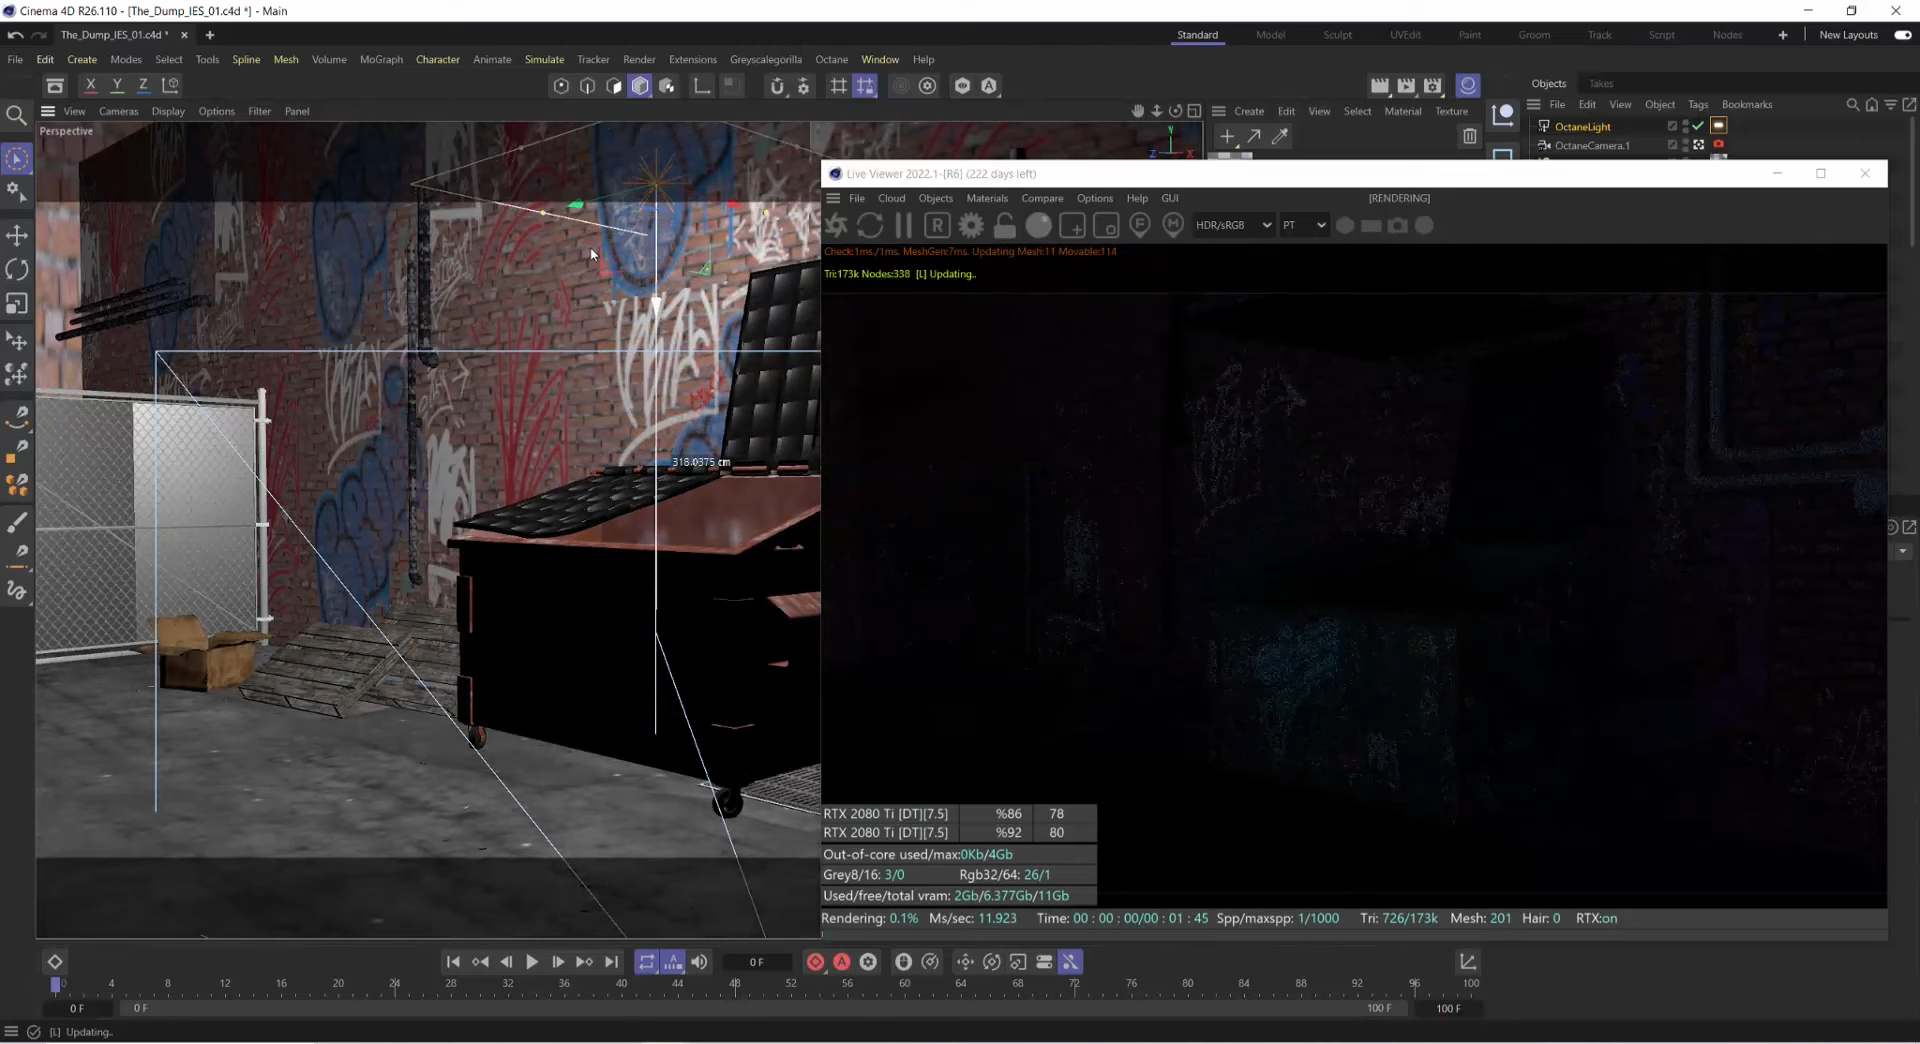 Cinema 4D R26.110 - [The_Dump_IES_01.c4d *] - Main
The_Dump_IES_01.c4d *
Standard Model Sculpt UVEdit Paint Groom Track Script Nodes New Layouts
File Edit Create Modes Select Tools Spline Mesh Volume MoGraph Character Animate Simulate Tracker Render Extensions Greyscalegorilla Octane Window Help
X Y Z
Objects Takes
View Cameras Display Options Filter Panel
Create Edit View Select Material Texture
File Edit View Object Tags Bookmarks
Perspective
OctaneLight
OctaneCamera.1
Y
Z X
Live Viewer 2022.1-[R6] (222 days left)
File Cloud Objects Materials Compare Options Help GUI [RENDERING]
R F M HDR/sRGB PT
Check:1ms./1ms. MeshGen:7ms. Updating Mesh:11 Movable:114
Tri:173k Nodes:338 [L] Updating..
318.0375 cm
RTX 2080 Ti [DT][7.5] %86 78
RTX 2080 Ti [DT][7.5] %92 80
Out-of-core used/max:0Kb/4Gb
Grey8/16: 3/0 Rgb32/64: 26/1
Used/free/total vram: 2Gb/6.377Gb/11Gb
Rendering: 0.1% Ms/sec: 11.923 Time: 00 : 00 : 00/00 : 01 : 45 Spp/maxspp: 1/1000 Tri: 726/173k Mesh: 201 Hair: 0 RTX:on
0 F
0 4 8 12 16 20 24 28 32 36 40 44 48 52 56 60 64 68 72 76 80 84 88 92 96 100
0 F 0 F 100 F 100 F
[L] Updating..